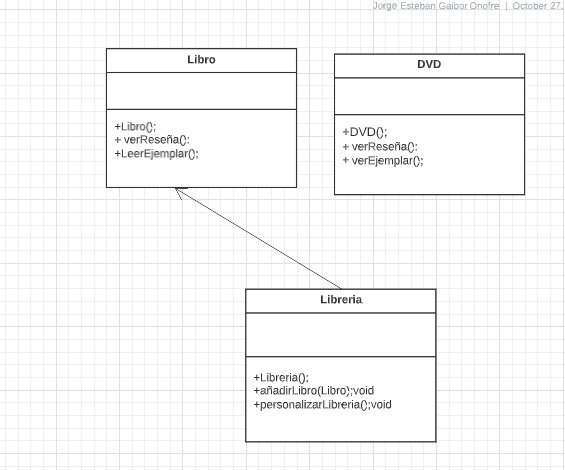 Jorge Esteban Gaibor Onofre | October 27,
Libro
+Libro();
+ verReseña():
+LeerEjemplar();
DVD
+DVD();
+ verReseña():
+ verEjemplar();
Libreria
+Libreria();
+añadirLibro(Libro);void
+personalizarLibreria();void